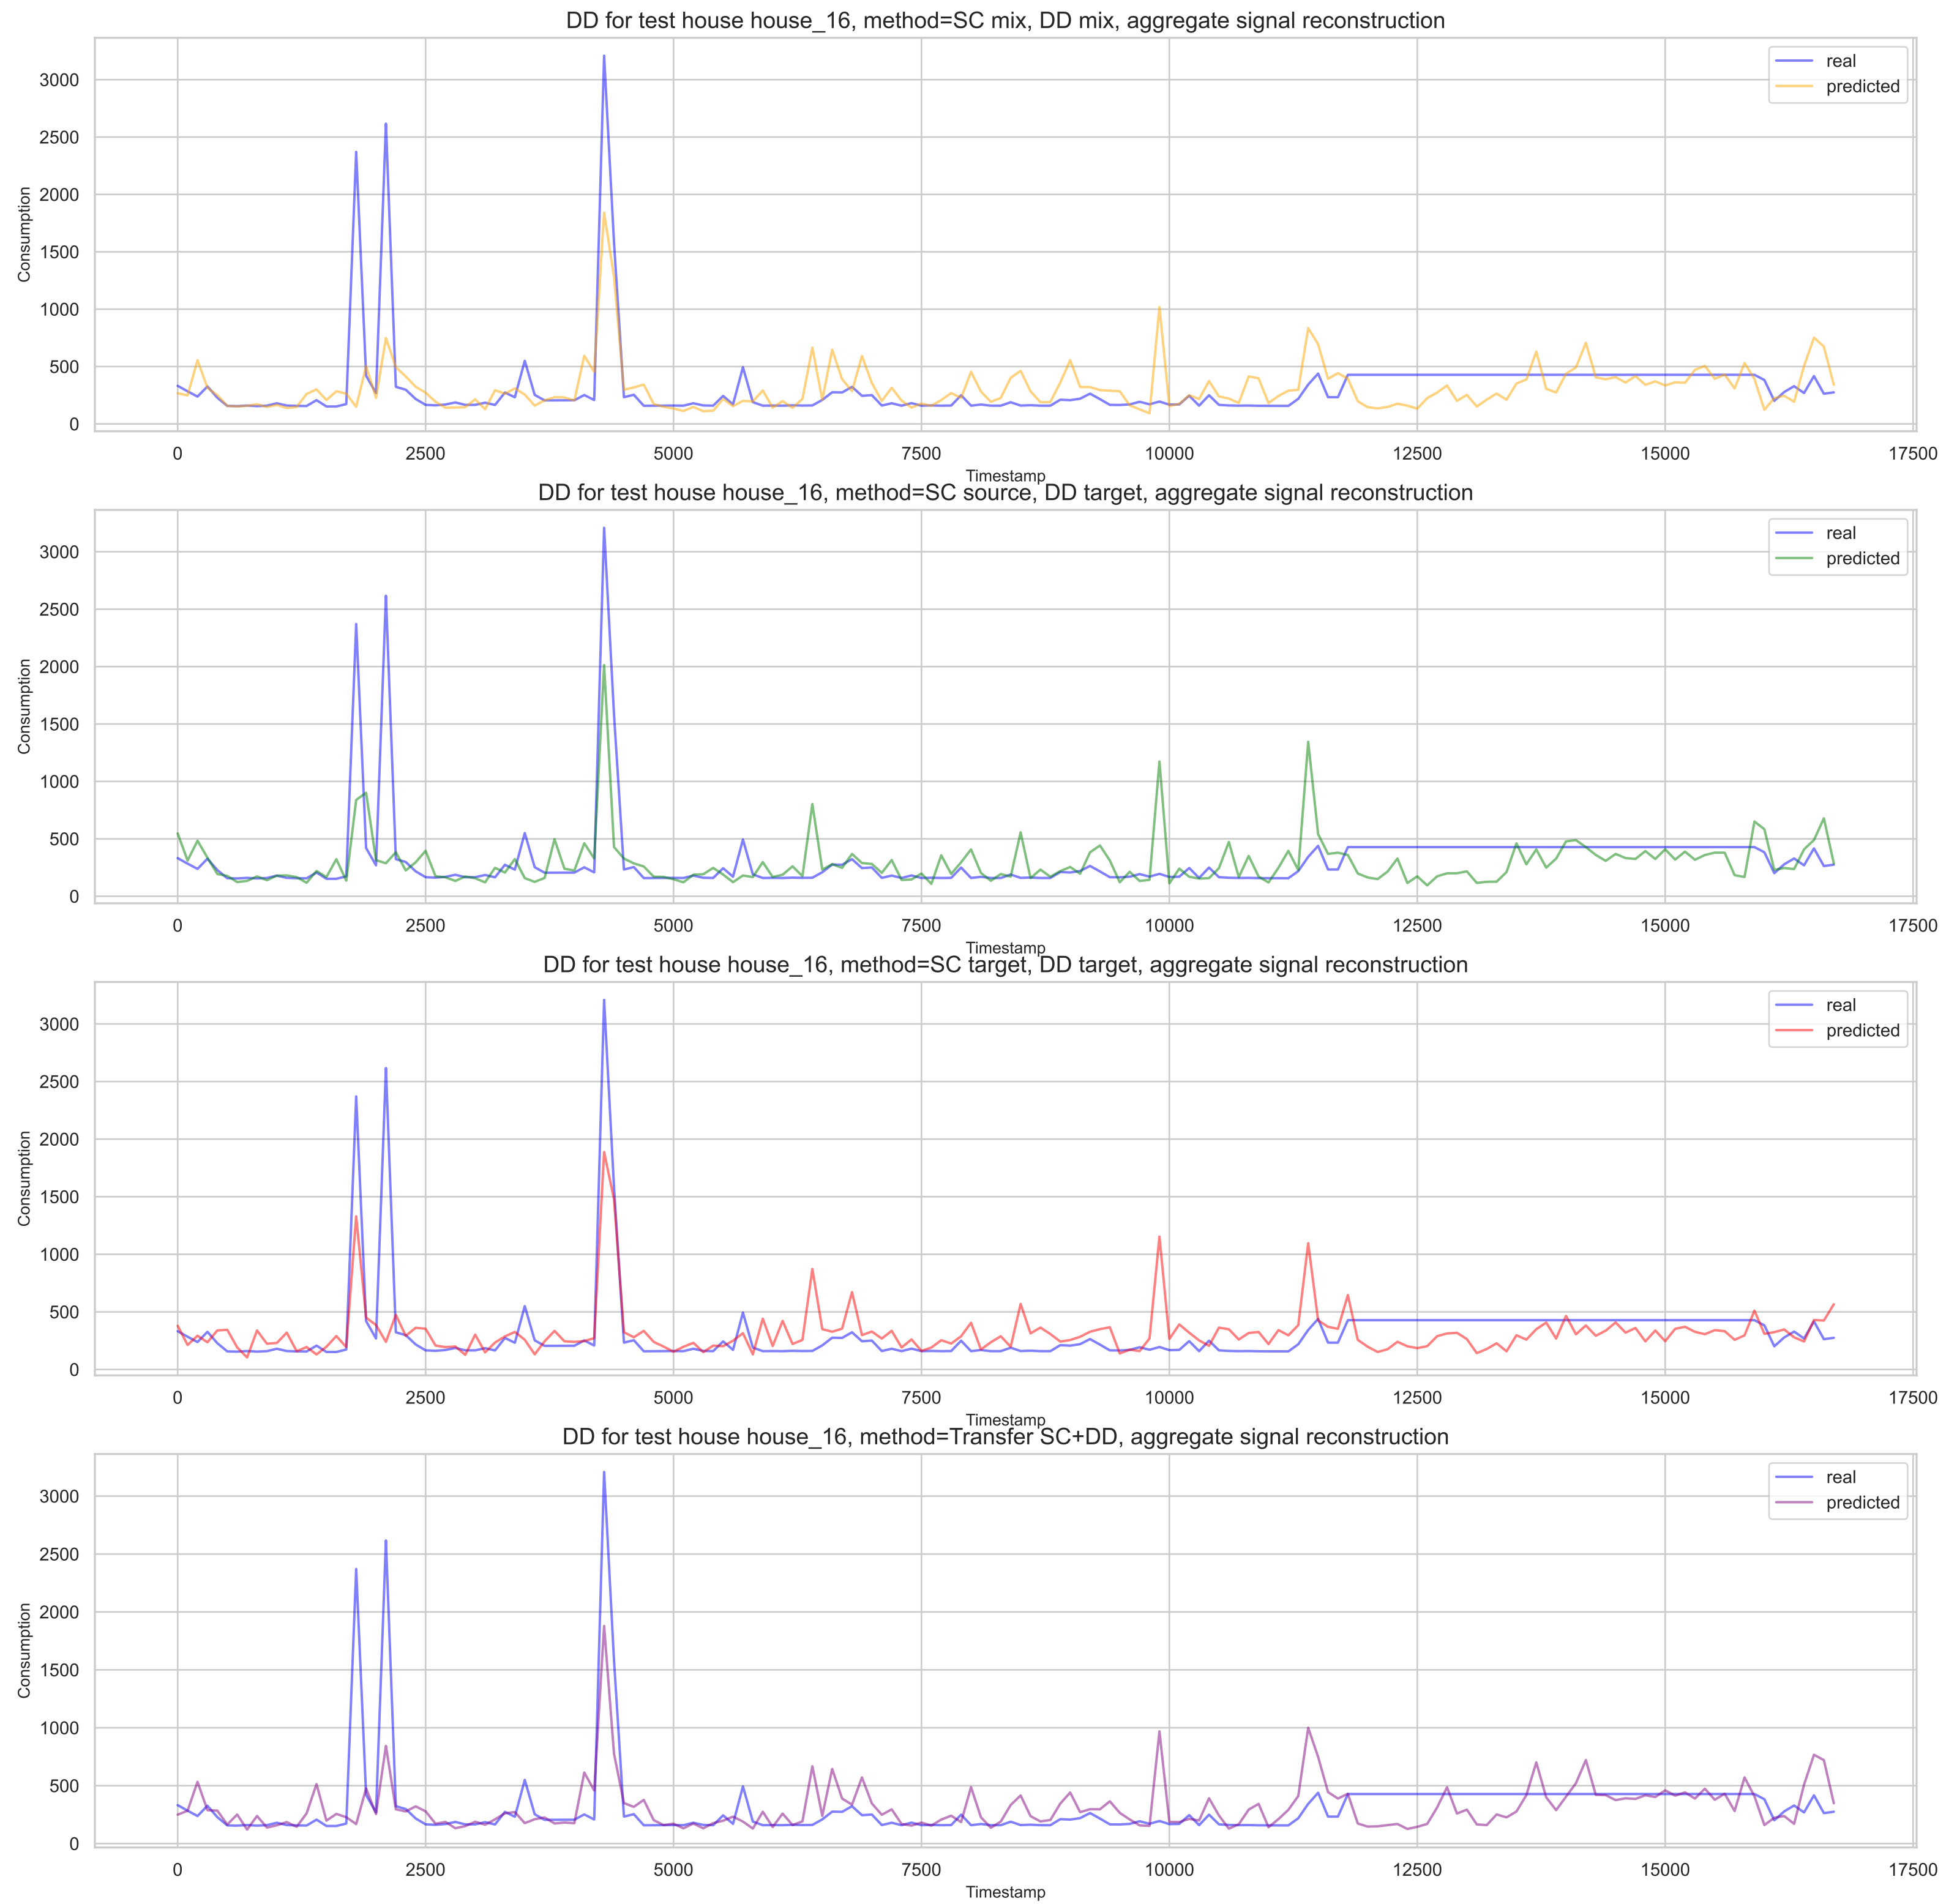 DD for test house house_16, method=SC mix, DD mix, aggregate signal reconstruction
real
predicted
3000
2500
2000
1500
1000
500
0
Consumption
0 2500 5000 7500 10000 12500 15000 17500
Timestamp
DD for test house house_16, method=SC source, DD target, aggregate signal reconstruction
real
predicted
3000
2500
2000
1500
1000
500
0
Consumption
0 2500 5000 7500 10000 12500 15000 17500
Timestamp
DD for test house house_16, method=SC target, DD target, aggregate signal reconstruction
real
predicted
3000
2500
2000
1500
1000
500
0
Consumption
0 2500 5000 7500 10000 12500 15000 17500
Timestamp
DD for test house house_16, method=Transfer SC+DD, aggregate signal reconstruction
real
predicted
3000
2500
2000
1500
1000
500
0
Consumption
0 2500 5000 7500 10000 12500 15000 17500
Timestamp